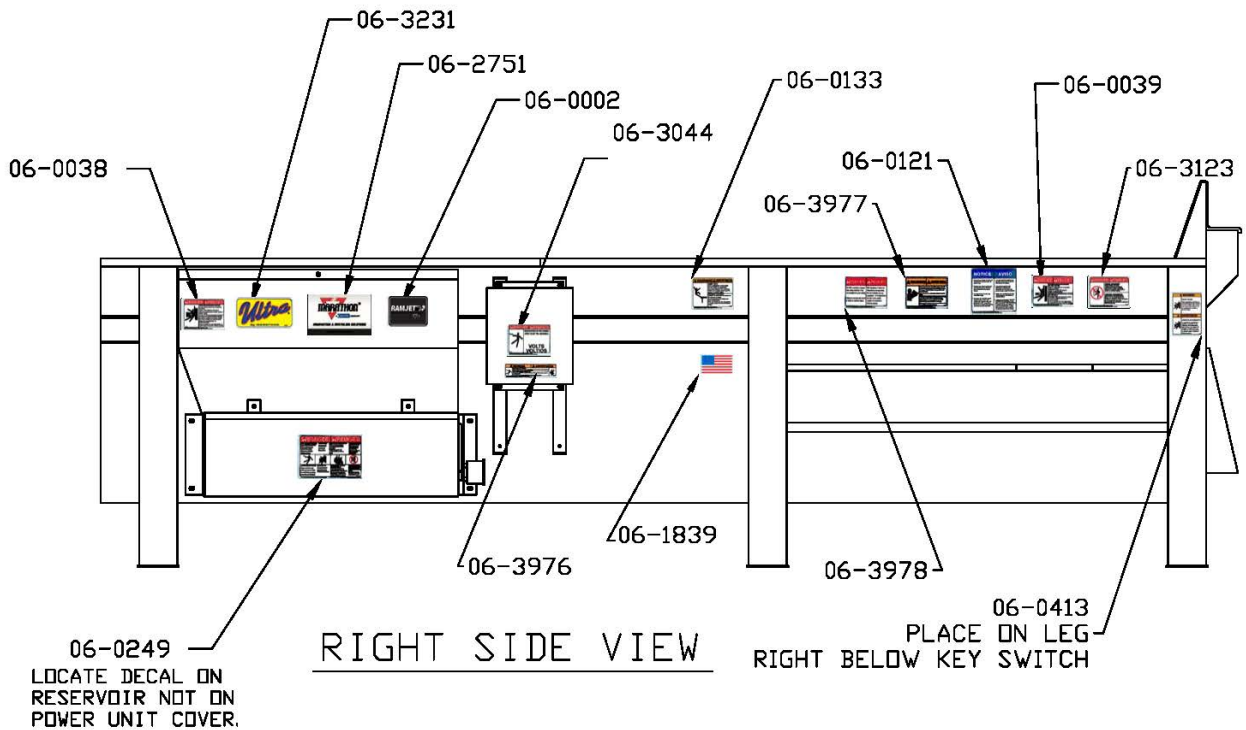 06-3231
06-2751
06-0002
06-3044
06-0133
06-0039
06-0038
06-0121
06-3123
06-3977
Ultra
MARATHON
RAMJET
NOTICE
VOLTS
VOLTIOS
06-1839
06-3976
06-3978
06-0413
PLACE ON LEG
RIGHT BELOW KEY SWITCH
06-0249
LOCATE DECAL ON
RESERVOIR NOT ON
POWER UNIT COVER.
RIGHT SIDE VIEW